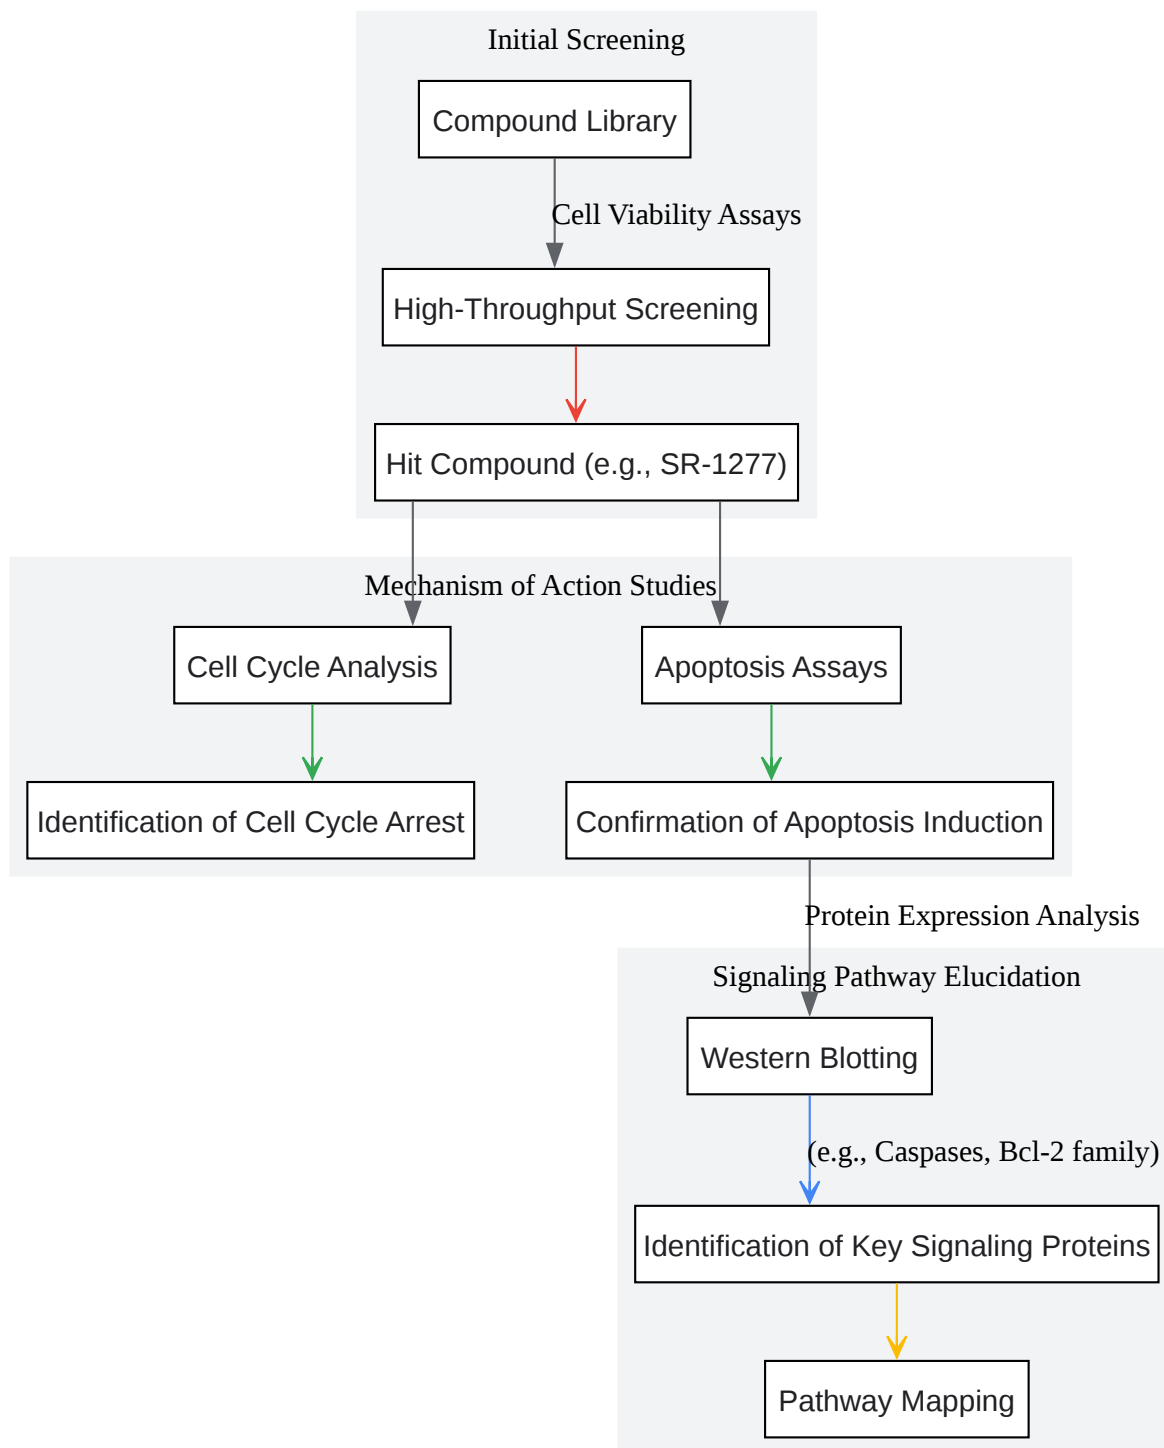 Initial Screening
Compound Library
Cell Viability Assays
High-Throughput Screening
Hit Compound (e.g., SR-1277)
Mechanism of Action Studies
Cell Cycle Analysis
Apoptosis Assays
Identification of Cell Cycle Arrest
Confirmation of Apoptosis Induction
Protein Expression Analysis
Signaling Pathway Elucidation
Western Blotting
(e.g., Caspases, Bcl-2 family)
Identification of Key Signaling Proteins
Pathway Mapping